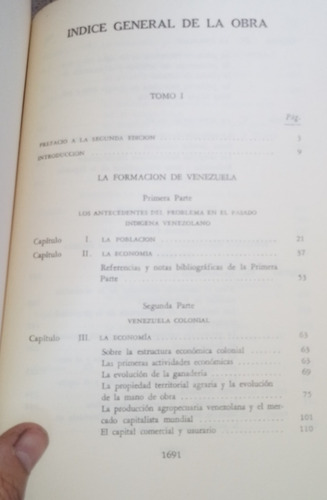 INDICE GENERAL DE LA OBRA
TOMO I
Pág.
PREFACIO A LA SEGUNDA EDICION 3
INTRODUCCION 9
LA FORMACION DE VENEZUELA
Primera Parte
LOS ANTECEDENTES DEL PROBLEMA EN EL PASADO
INDIGENA VENEZOLANO
Capítulo I. LA POBLACION 21
Capítulo II. LA ECONOMIA 37
Referencias y notas bibliográficas de la Primera
Parte 53
Segunda Parte
VENEZUELA COLONIAL
Capítulo III. LA ECONOMÍA 63
Sobre la estructura económica colonial 63
Las primeras actividades económicas 65
La evolución de la ganadería 69
La propiedad territorial agraria y la evolución
de la mano de obra 75
La producción agropecuaria venezolana y el mer-
cado capitalista mundial 101
El capital comercial y usurario 110
1691